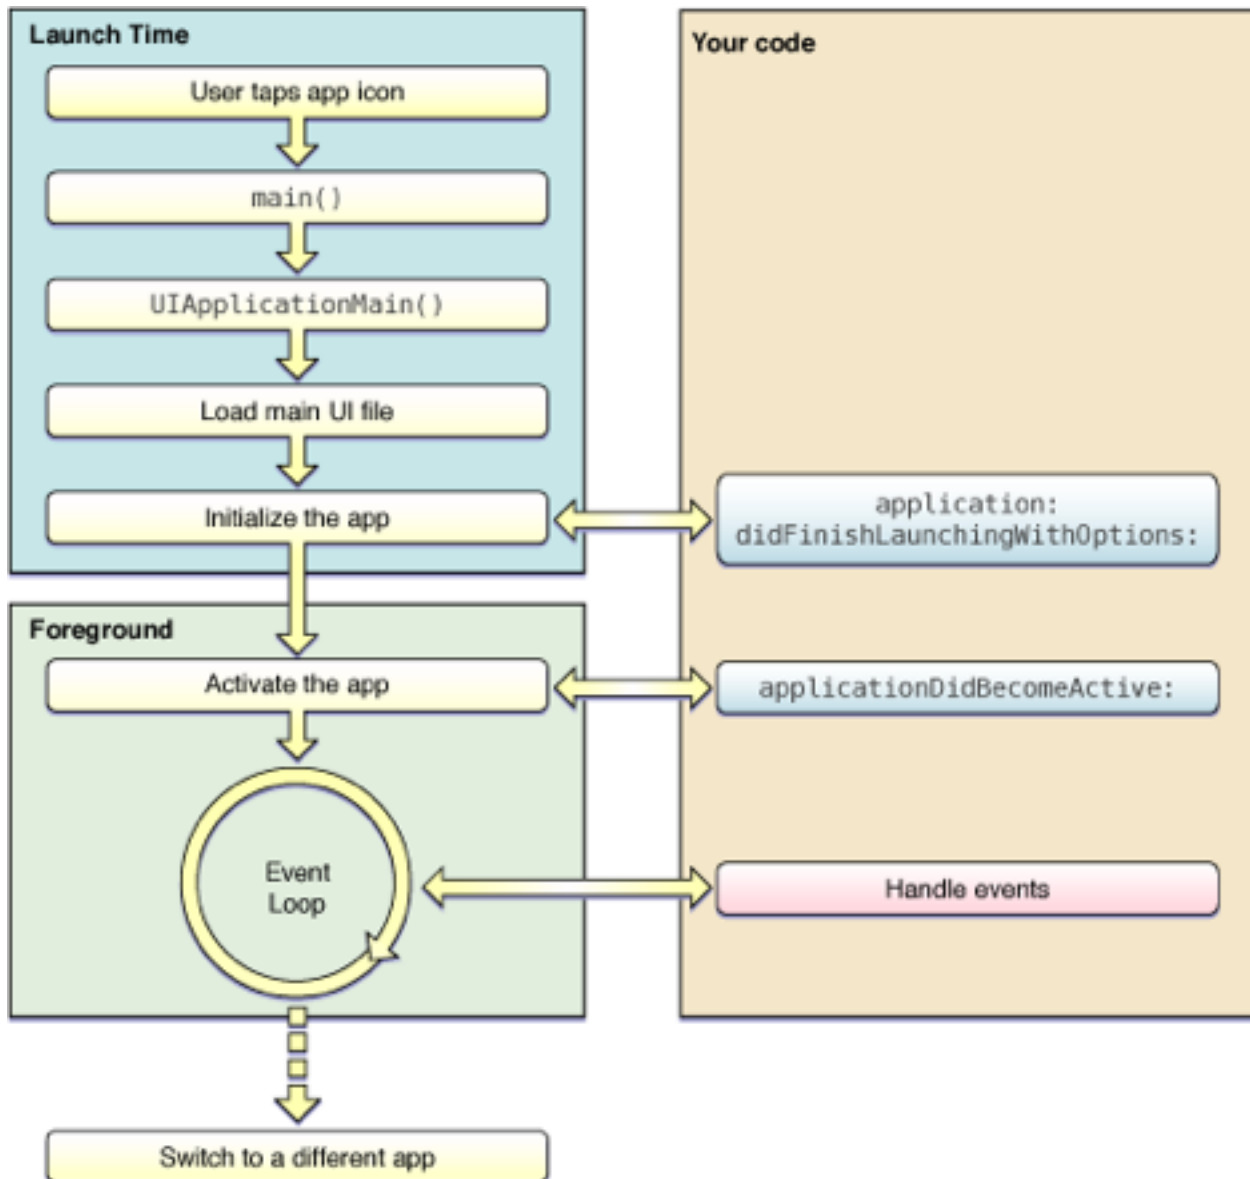 Launch Time
User taps app icon
main()
UIApplicationMain()
Load main UI file
Initialize the app
Foreground
Activate the app
Event
Loop
Switch to a different app
Your code
application:
didFinishLaunchingWithOptions:
applicationDidBecomeActive:
Handle events